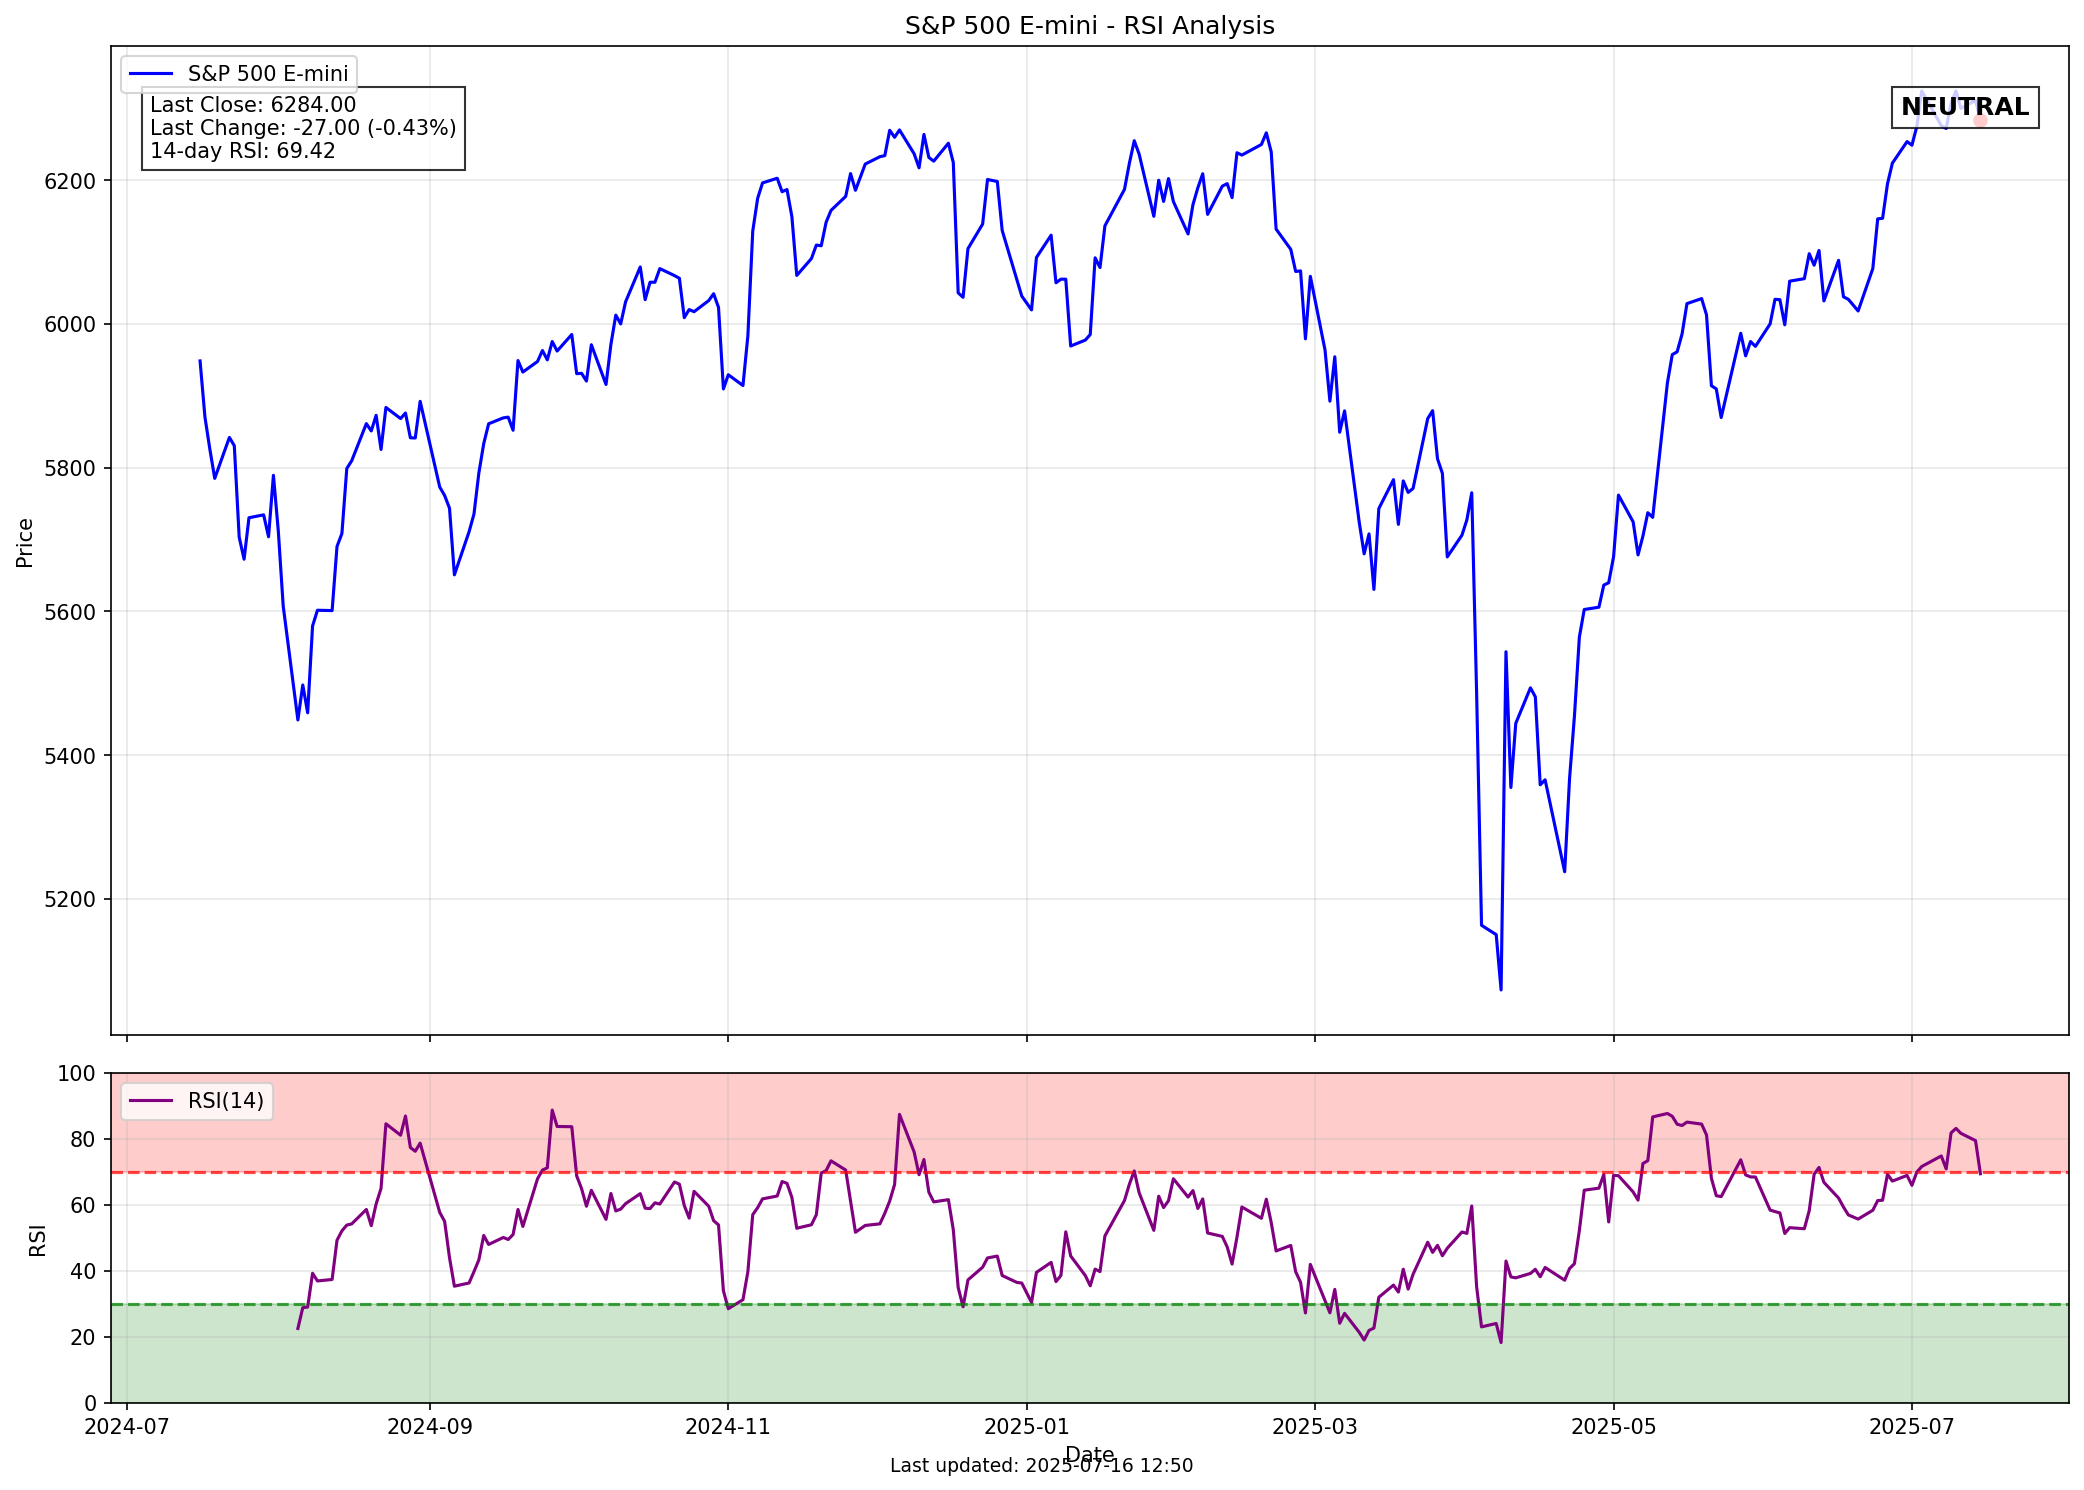 S&P 500 E-mini - RSI Analysis
S&P 500 E-mini
Last Close: 6284.00
Last Change: -27.00 (-0.43%)
14-day RSI: 69.42
NEUTRAL
Price
6200
6000
5800
5600
5400
5200
RSI(14)
RSI
100
80
60
40
20
0
2024-07
2024-09
2024-11
2025-01
2025-03
2025-05
2025-07
Date
Last updated: 2025-07-16 12:50